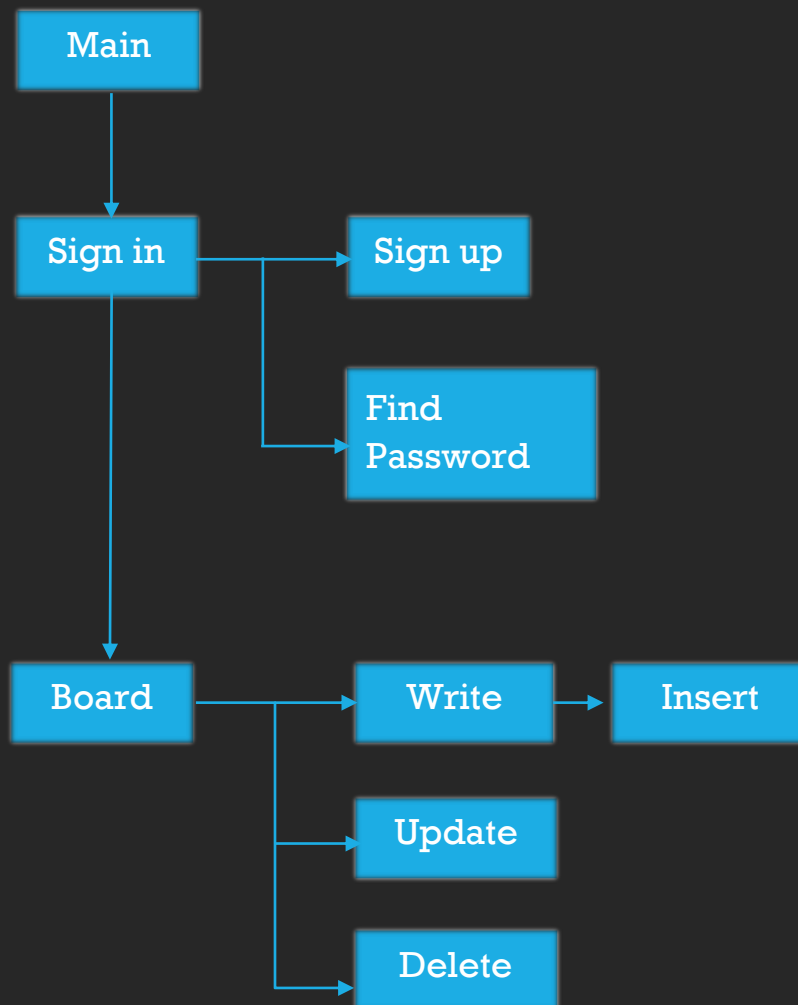 Main
Sign in
Sign up
Find
Password
Board
Write
Insert
Update
Delete